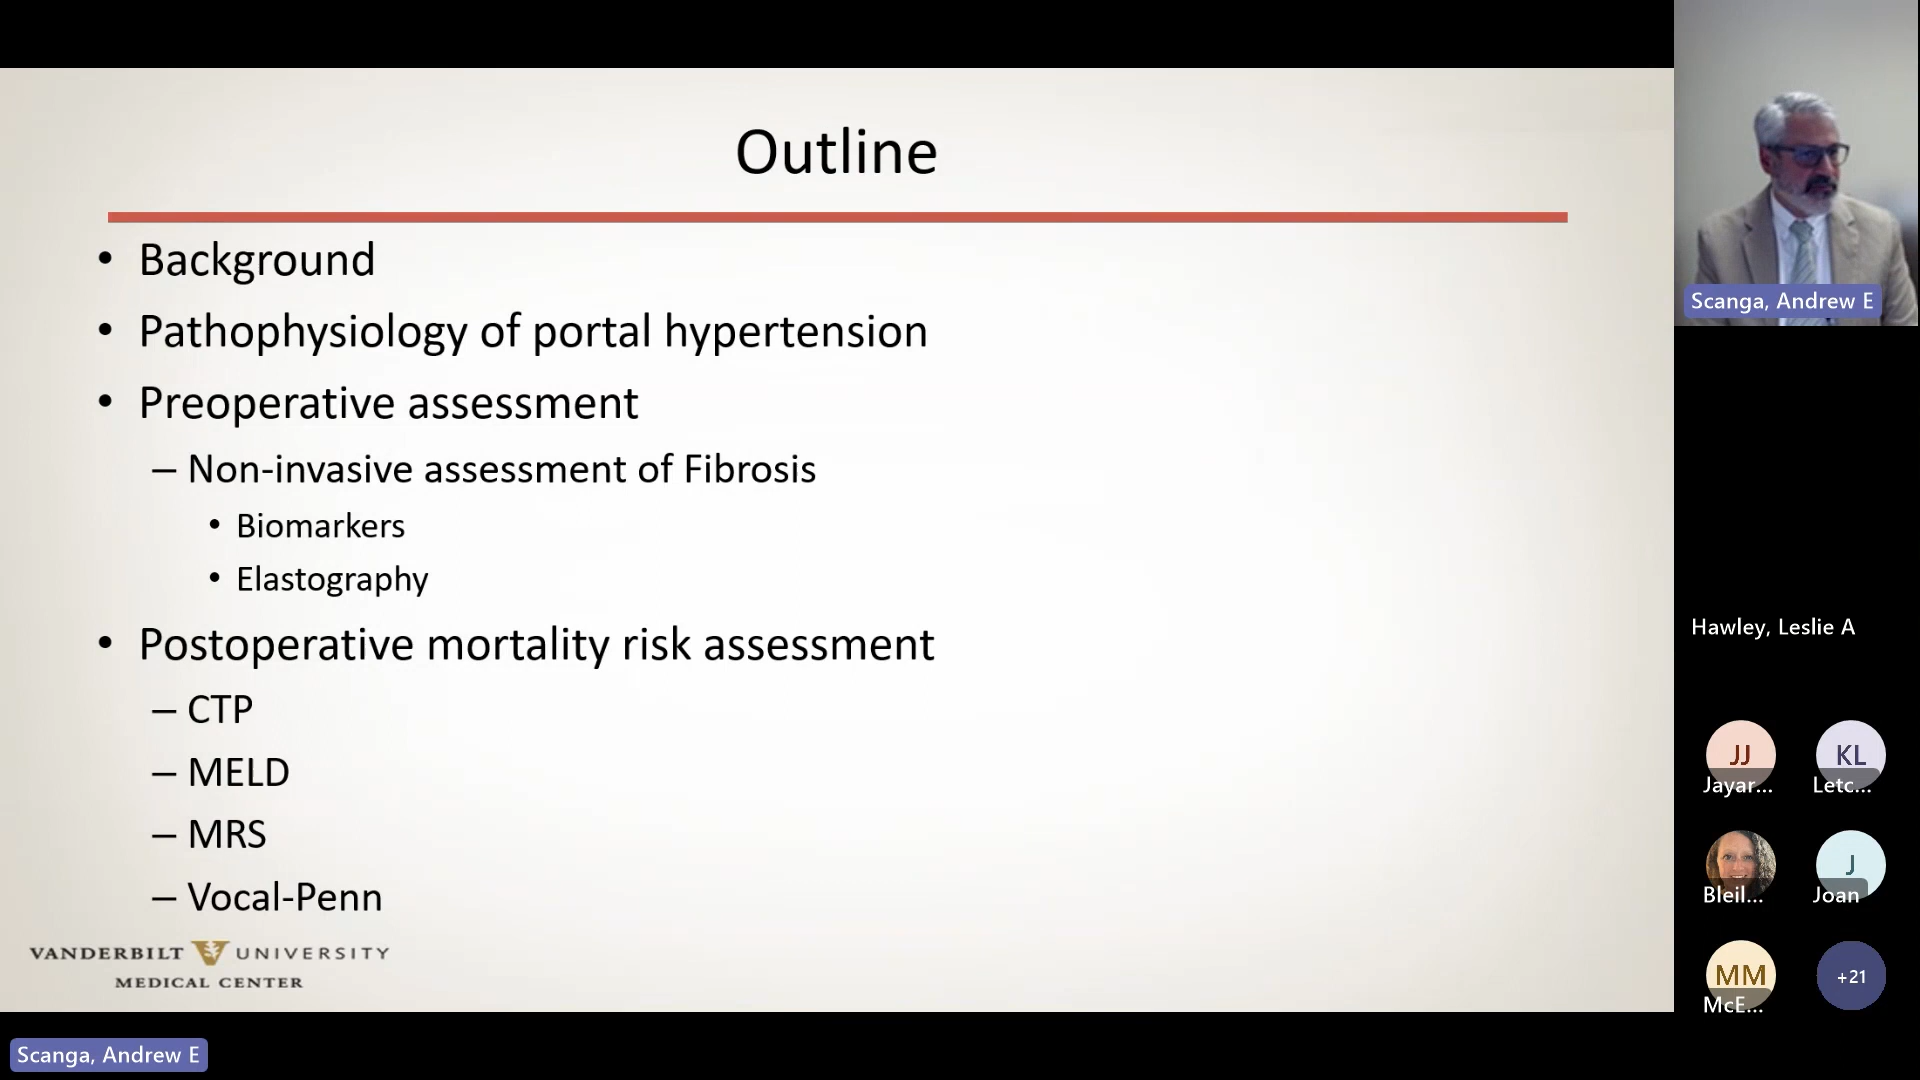 Outline
• Background
• Pathophysiology of portal hypertension
• Preoperative assessment
– Non-invasive assessment of Fibrosis
• Biomarkers
• Elastography
• Postoperative mortality risk assessment
– CTP
– MELD
– MRS
– Vocal-Penn
VANDERBILT UNIVERSITY
MEDICAL CENTER
Scanga, Andrew E
Scanga, Andrew E
Hawley, Leslie A
JJ KL
Jayar... Letc...
J
Bleil... Joan
MM +21
McE...